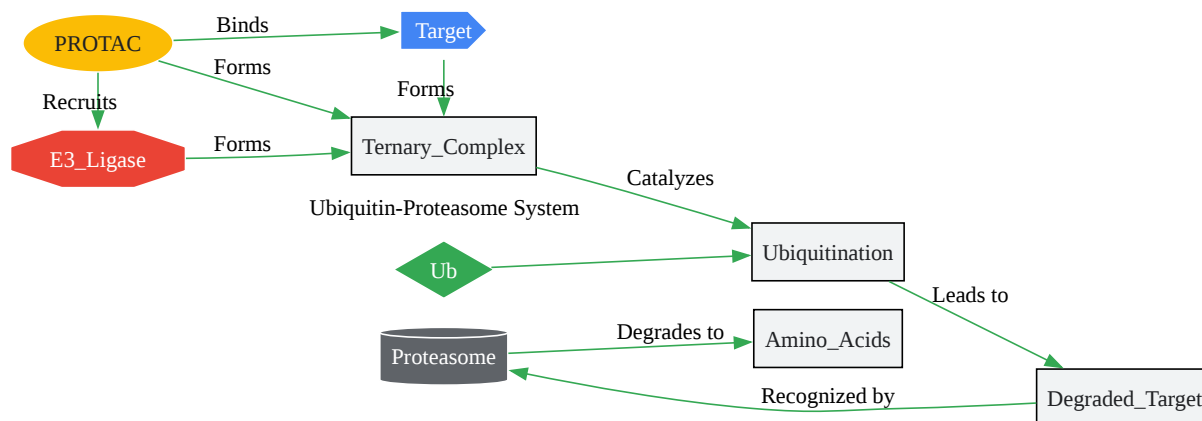 Binds
Target
PROTAC
Forms
Forms
Recruits
Forms
Ternary_Complex
E3_Ligase
Catalyzes
Ubiquitin-Proteasome System
Ubiquitination
Ub
Leads to
Degrades to
Amino_Acids
Proteasome
Recognized by
Degraded_Target